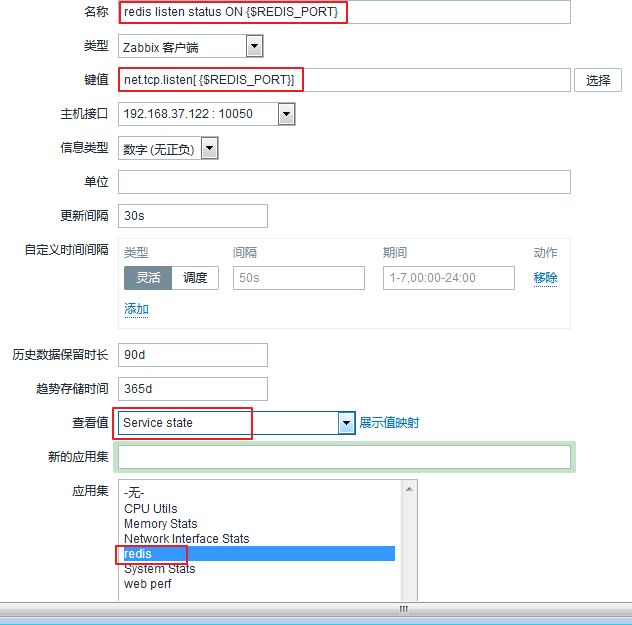 名称 redis listen status ON {$REDIS_PORT}
类型 Zabbix 客户端
键值 net.tcp.listen[ {$REDIS_PORT}] 选择
主机接口 192.168.37.122 : 10050
信息类型 数字 (无正负)
单位
更新间隔 30s
自定义时间间隔 类型 间隔 期间 动作
灵活 调度 50s 1-7,00:00-24:00 移除
添加
历史数据保留时长 90d
趋势存储时间 365d
查看值 Service state 展示值映射
新的应用集
应用集 -无-
CPU Utils
Memory Stats
Network Interface Stats
redis
System Stats
web perf